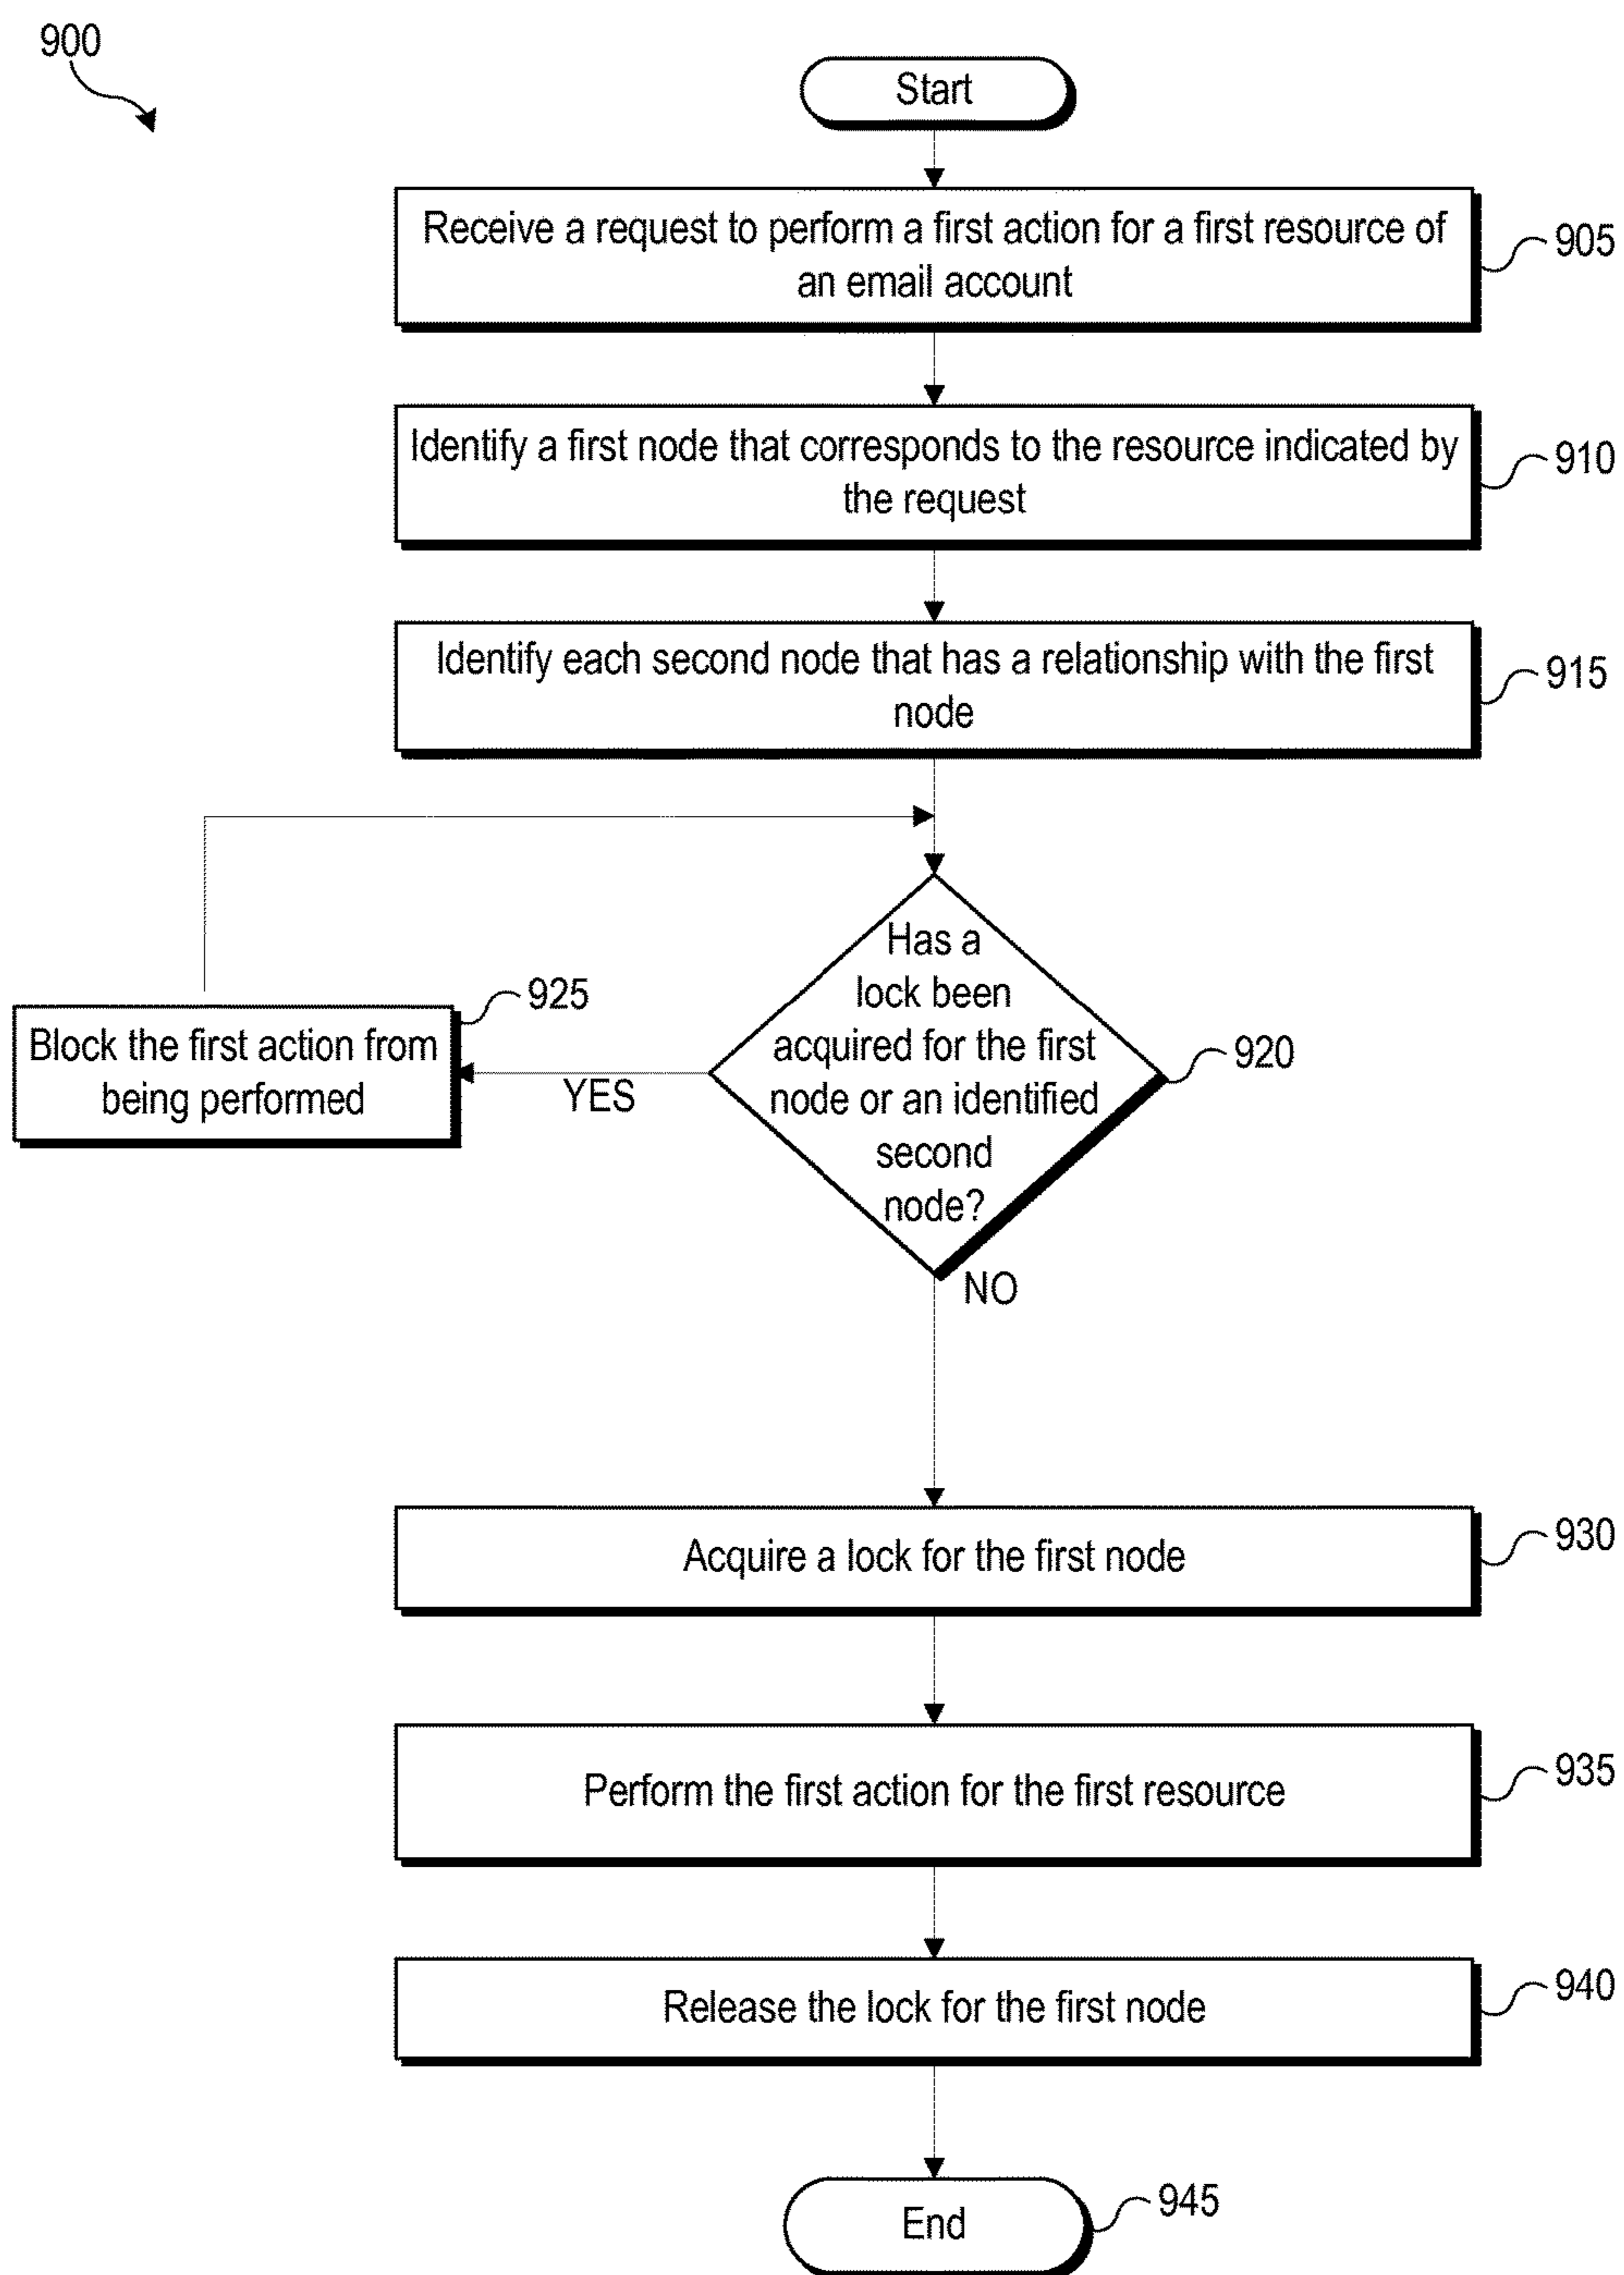 900
Start
Receive a request to perform a first action for a first resource of
an email account
905
Identify a first node that corresponds to the resource indicated by
the request
910
Identify each second node that has a relationship with the first
node
915
Has a
lock been
acquired for the first
node or an identified
second
node?
920
YES
925
Block the first action from
being performed
NO
Acquire a lock for the first node
930
Perform the first action for the first resource
935
Release the lock for the first node
940
End
945